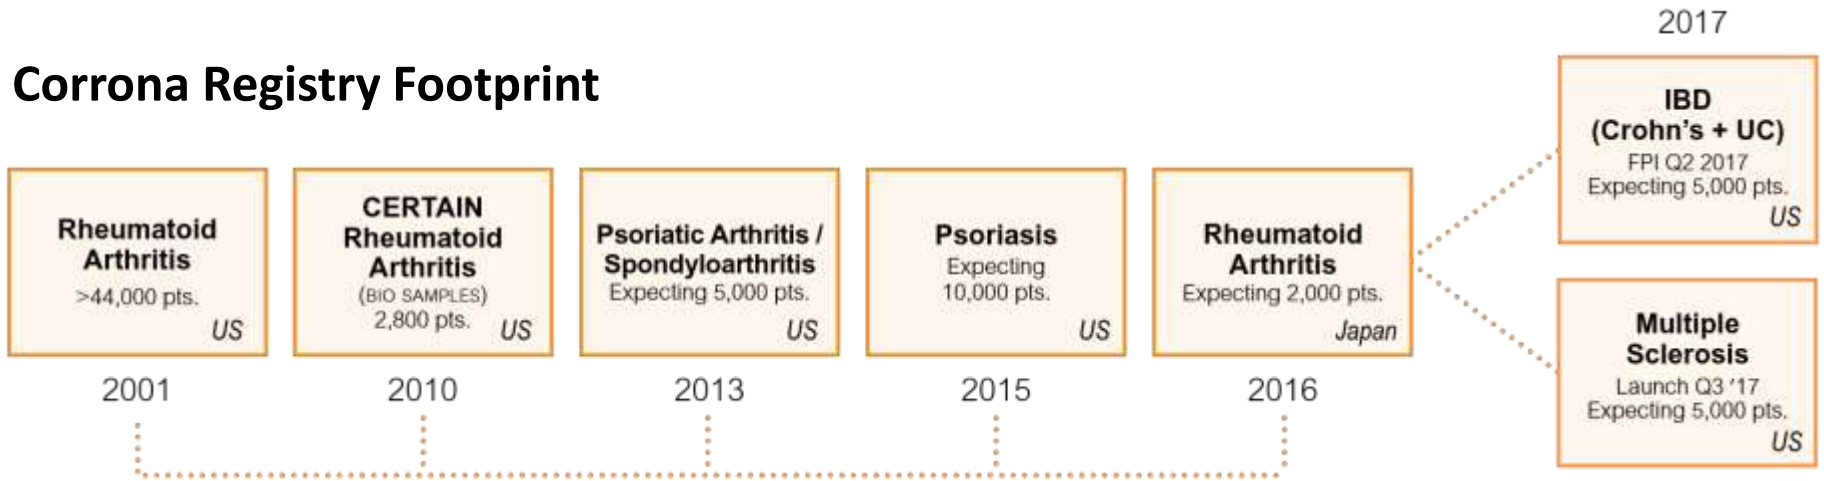 Corrona Registry Footprint
Rheumatoid
Arthritis
>44,000 pts.
US
2001
CERTAIN
Rheumatoid
Arthritis
(BIO SAMPLES)
2,800 pts.
US
2010
Psoriatic Arthritis /
Spondyloarthritis
Expecting 5,000 pts.
US
2013
Psoriasis
Expecting
10,000 pts.
US
2015
Rheumatoid
Arthritis
Expecting 2,000 pts.
Japan
2016
2017
IBD
(Crohn's + UC)
FPI Q2 2017
Expecting 5,000 pts.
US
Multiple
Sclerosis
Launch Q3 '17
Expecting 5,000 pts.
US